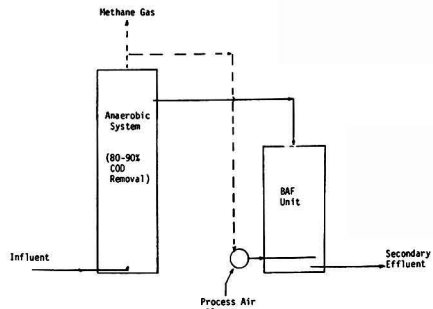 Methane Gas
Anaerobic
System
(80-90%
COD
Removal)
BAF
Unit
Influent
Secondary
Effluent
Process Air